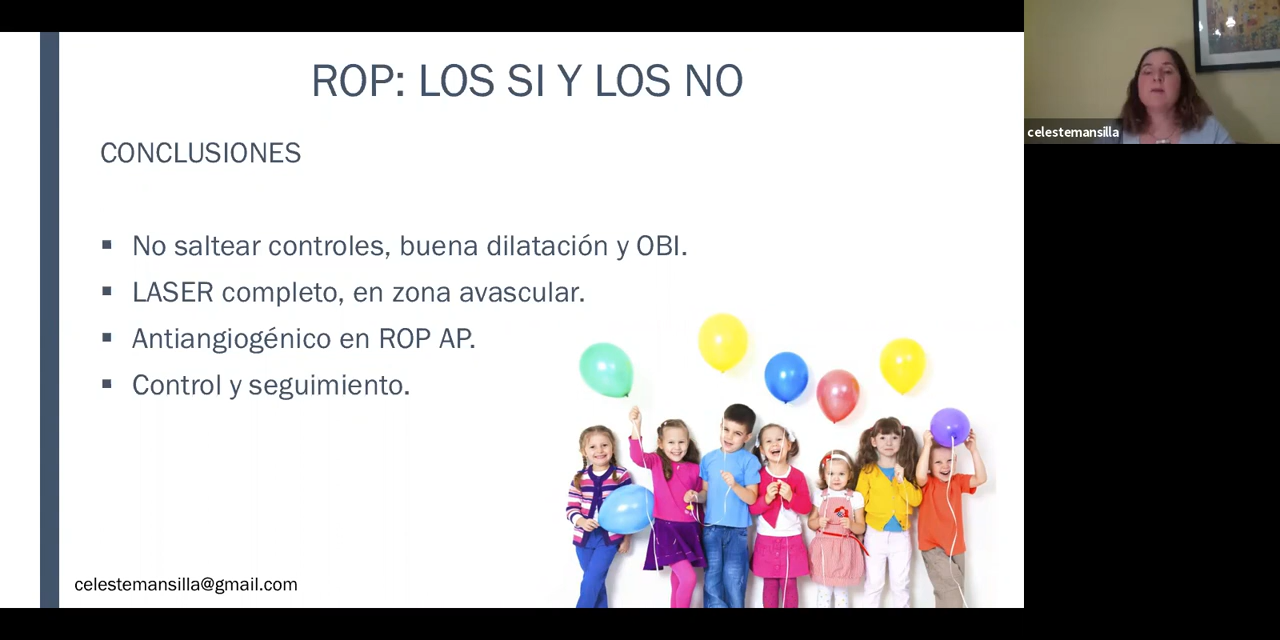 ROP: LOS SI Y LOS NO
CONCLUSIONES
▪ No saltear controles, buena dilatación y OBI.
▪ LASER completo, en zona avascular.
▪ Antiangiogénico en ROP AP.
▪ Control y seguimiento.
celestemansilla@gmail.com
celestemansilla